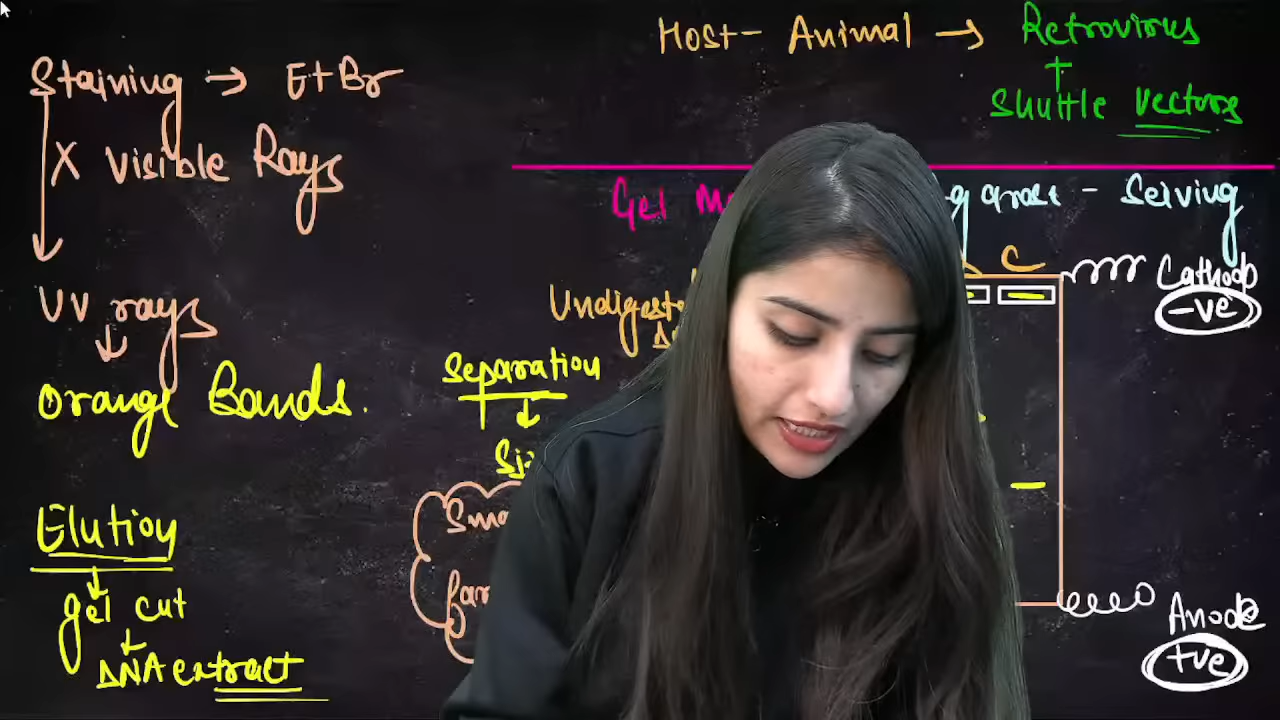 Host- Animal → Retrovirus
+
Shuttle vectors
Staining → EtBr
X Visible Rays
UV rays
Orange Bands.
Elution
gel cut
DNA extract
Gel
- Seiving
C
Cathode
-ve
Separation
Anode
+ve